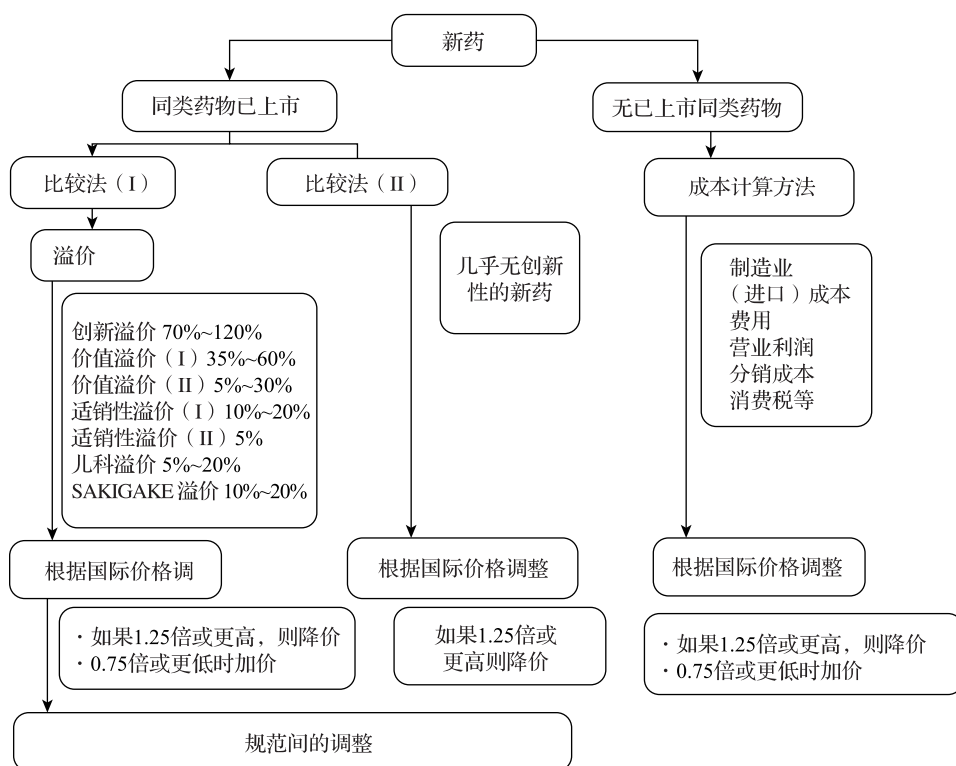 新药
同类药物已上市
无已上市同类药物
比较法（I）
比较法（II）
成本计算方法
溢价
几乎无创新
性的新药
制造业
（进口）成本
费用
营业利润
分销成本
消费税等
创新溢价 70%~120%
价值溢价（I）35%~60%
价值溢价（II）5%~30%
适销性溢价（I）10%~20%
适销性溢价（II）5%
儿科溢价 5%~20%
SAKIGAKE 溢价 10%~20%
根据国际价格调
根据国际价格调整
根据国际价格调整
· 如果1.25倍或更高，则降价
· 0.75倍或更低时加价
如果1.25倍或
更高则降价
· 如果1.25倍或更高，则降价
· 0.75倍或更低时加价
规范间的调整